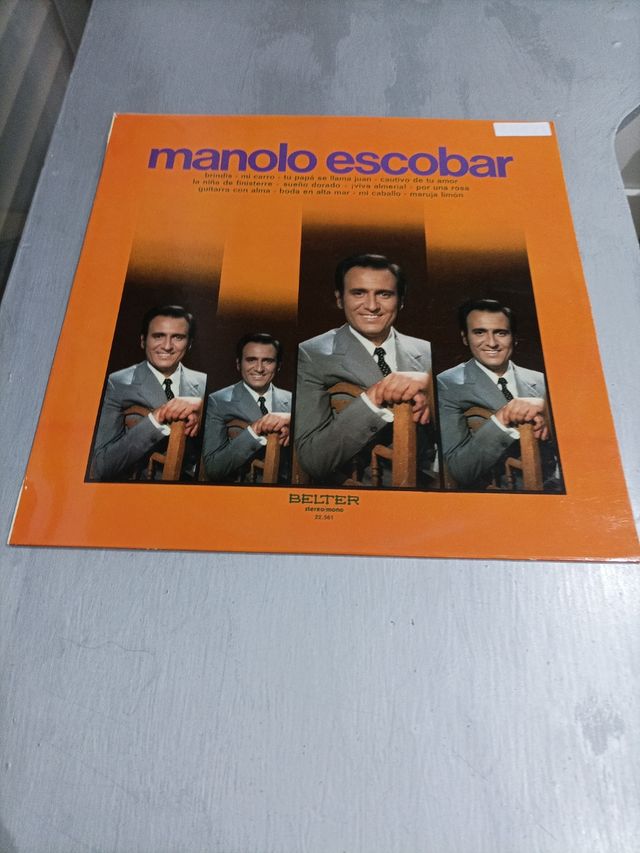 manolo escobar
brindis - mi carro - tu papá se llama juan - cautivo de tu amor
la niña de finisterre - sueño dorado - ¡viva almería! - por una rosa
guitarra con alma - boda en alta mar - mi caballo - maruja limón
BELTER
stereo/mono
22.561